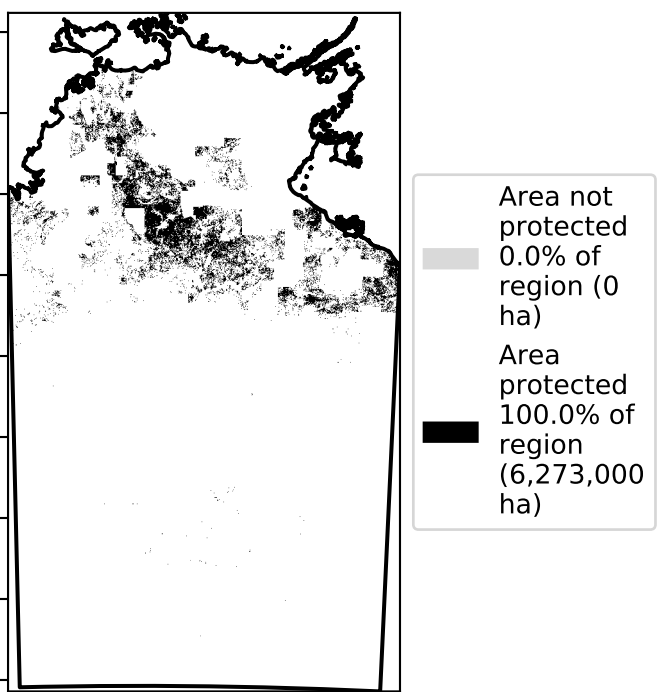 Area not
protected
0.0% of
region (0
ha)
Area
protected
100.0% of
region
(6,273,000
ha)